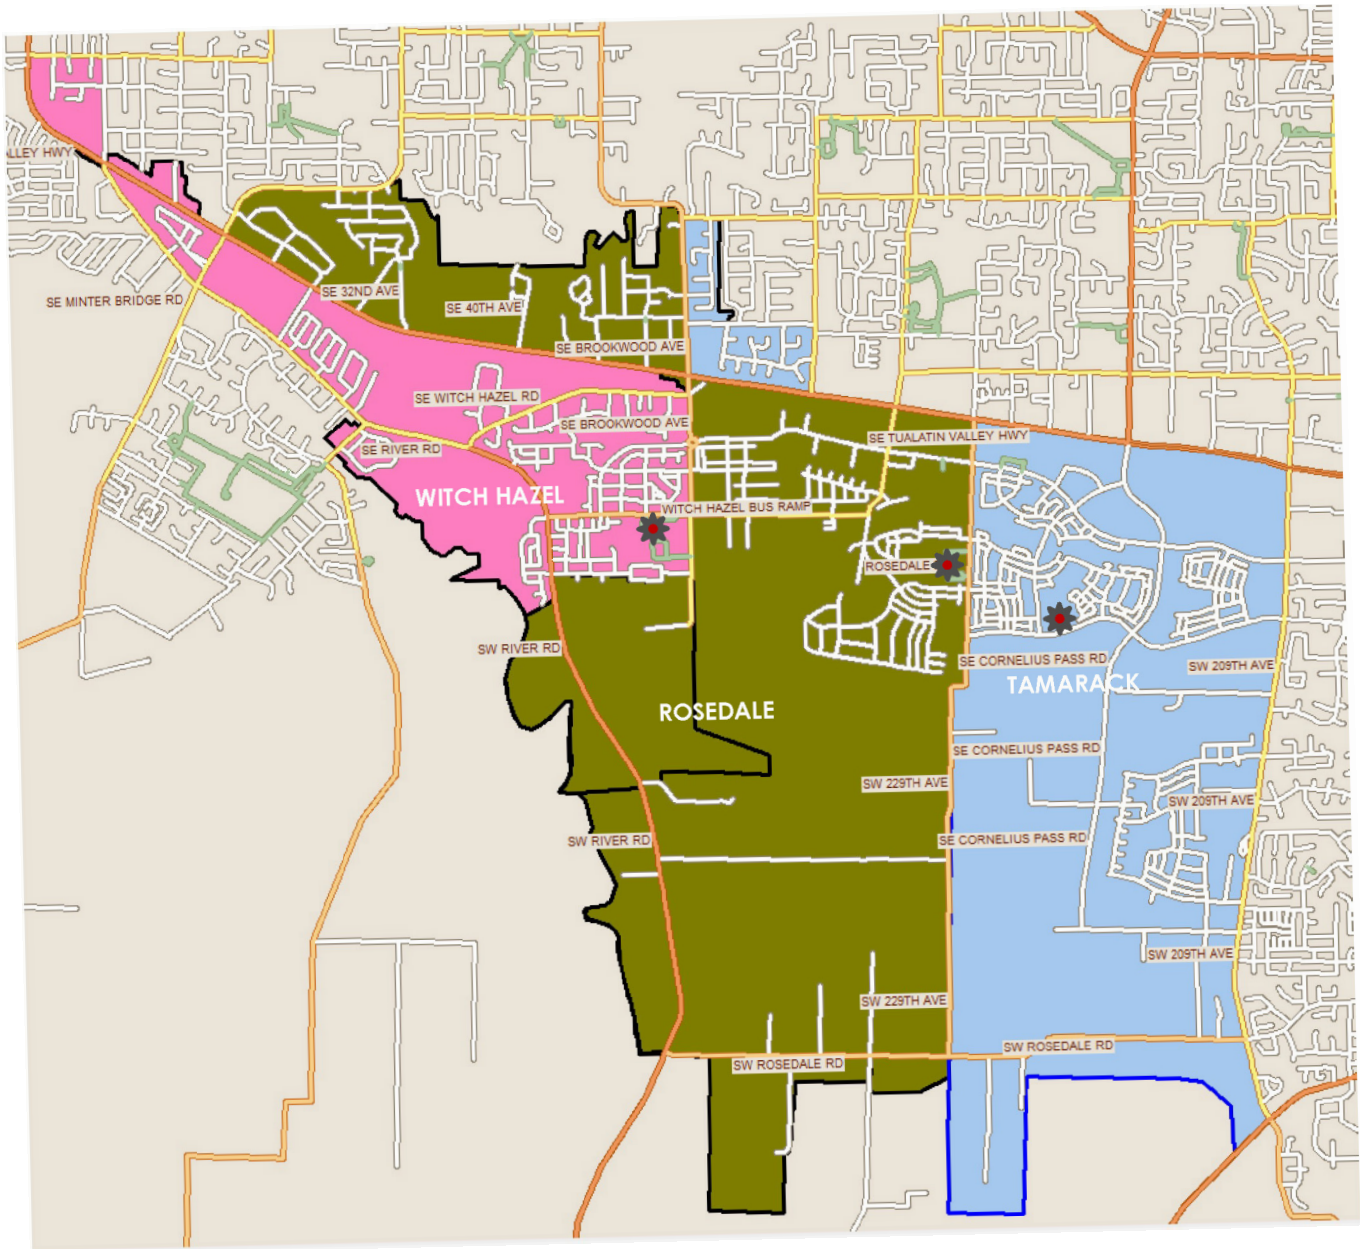 ALLEY HWY
SE MINTER BRIDGE RD
SE 32ND AVE
SE 40TH AVE
SE BROOKWOOD AVE
SE WITCH HAZEL RD
SE BROOKWOOD AVE
SE TUALATIN VALLEY HWY
SE RIVER RD
WITCH HAZEL
WITCH HAZEL BUS RAMP
ROSEDALE
SW RIVER RD
SE CORNELIUS PASS RD
SW 209TH AVE
TAMARACK
ROSEDALE
SE CORNELIUS PASS RD
SW 229TH AVE
SW 209TH AVE
SW RIVER RD
SE CORNELIUS PASS RD
SW 209TH AVE
SW 229TH AVE
SW ROSEDALE RD
SW ROSEDALE RD